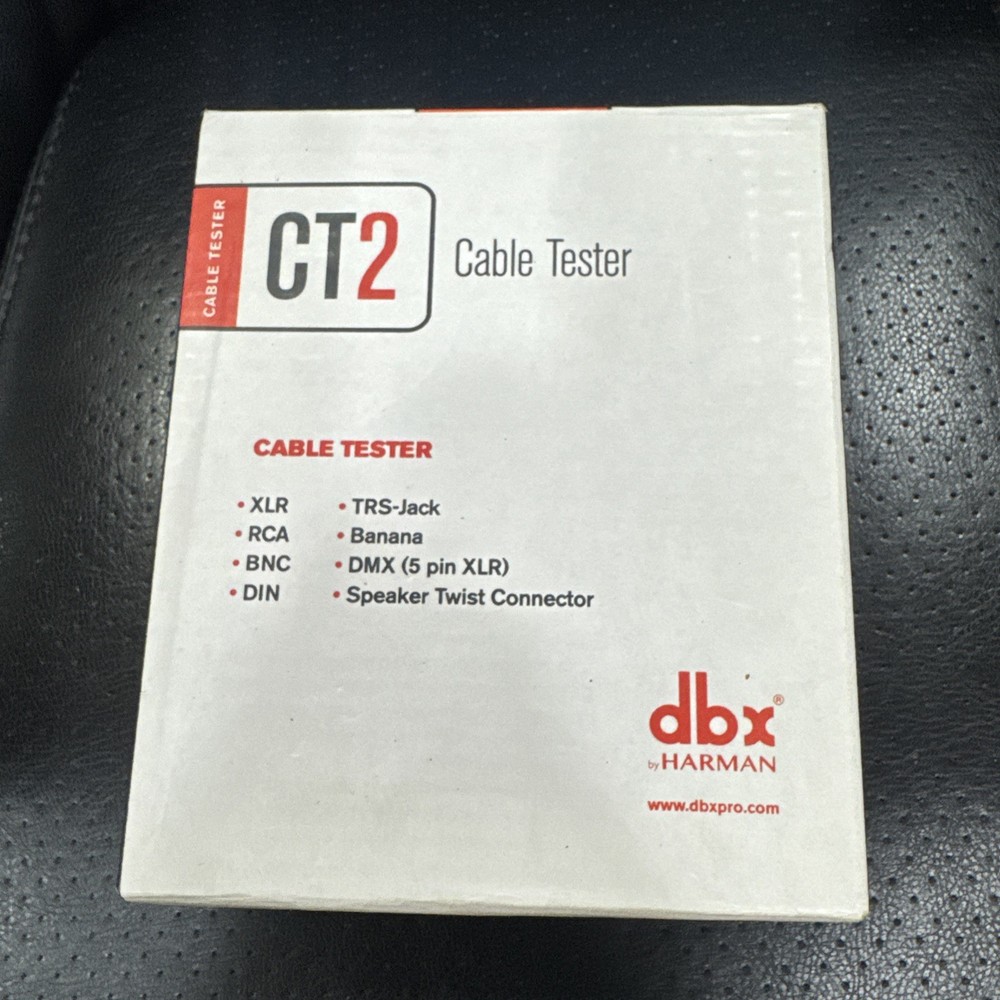 CABLE TESTER
CT2
Cable Tester
CABLE TESTER
• XLR • TRS-Jack
• RCA • Banana
• BNC • DMX (5 pin XLR)
• DIN • Speaker Twist Connector
dbx®
by HARMAN
www.dbxpro.com